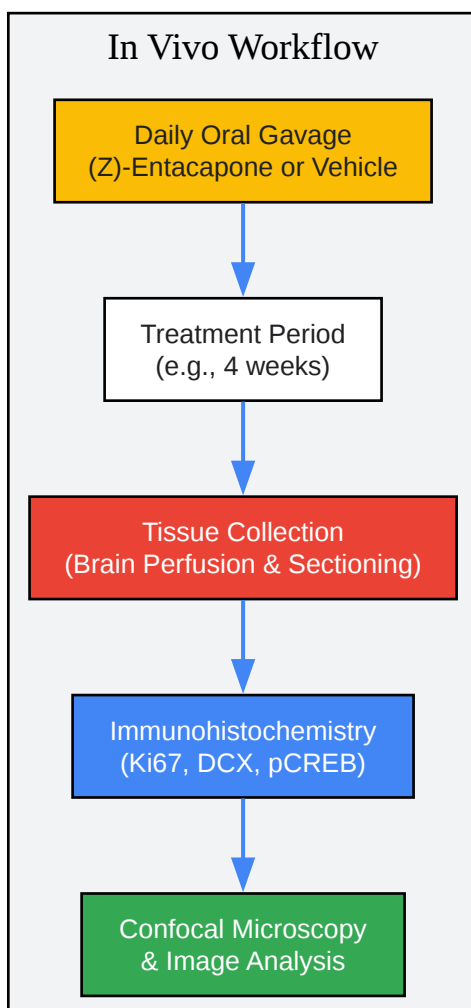 In Vivo Workflow
Daily Oral Gavage
(Z)-Entacapone or Vehicle
Treatment Period
(e.g., 4 weeks)
Tissue Collection
(Brain Perfusion & Sectioning)
Immunohistochemistry
(Ki67, DCX, pCREB)
Confocal Microscopy
& Image Analysis